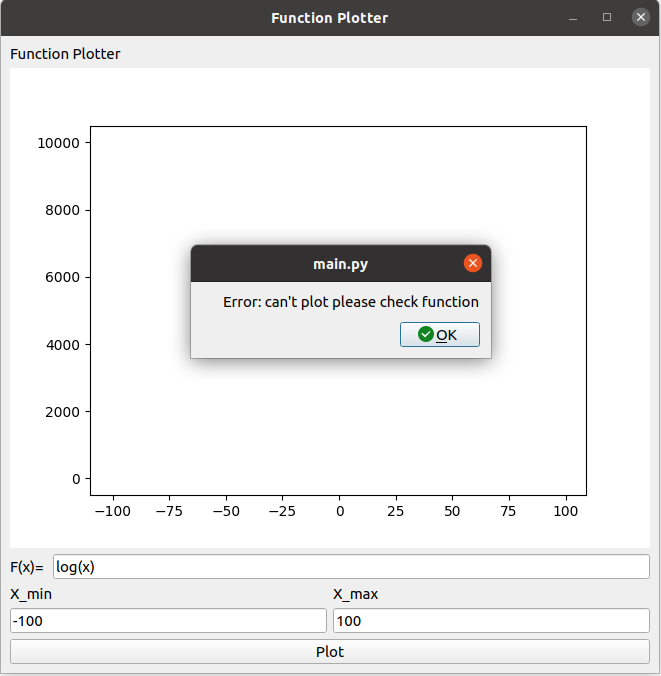 Function Plotter
Function Plotter
10000
8000
6000
4000
2000
0
−100 −75 −50 −25 0 25 50 75 100
main.py
Error: can't plot please check function
OK
F(x)= log(x)
X_min X_max
-100 100
Plot